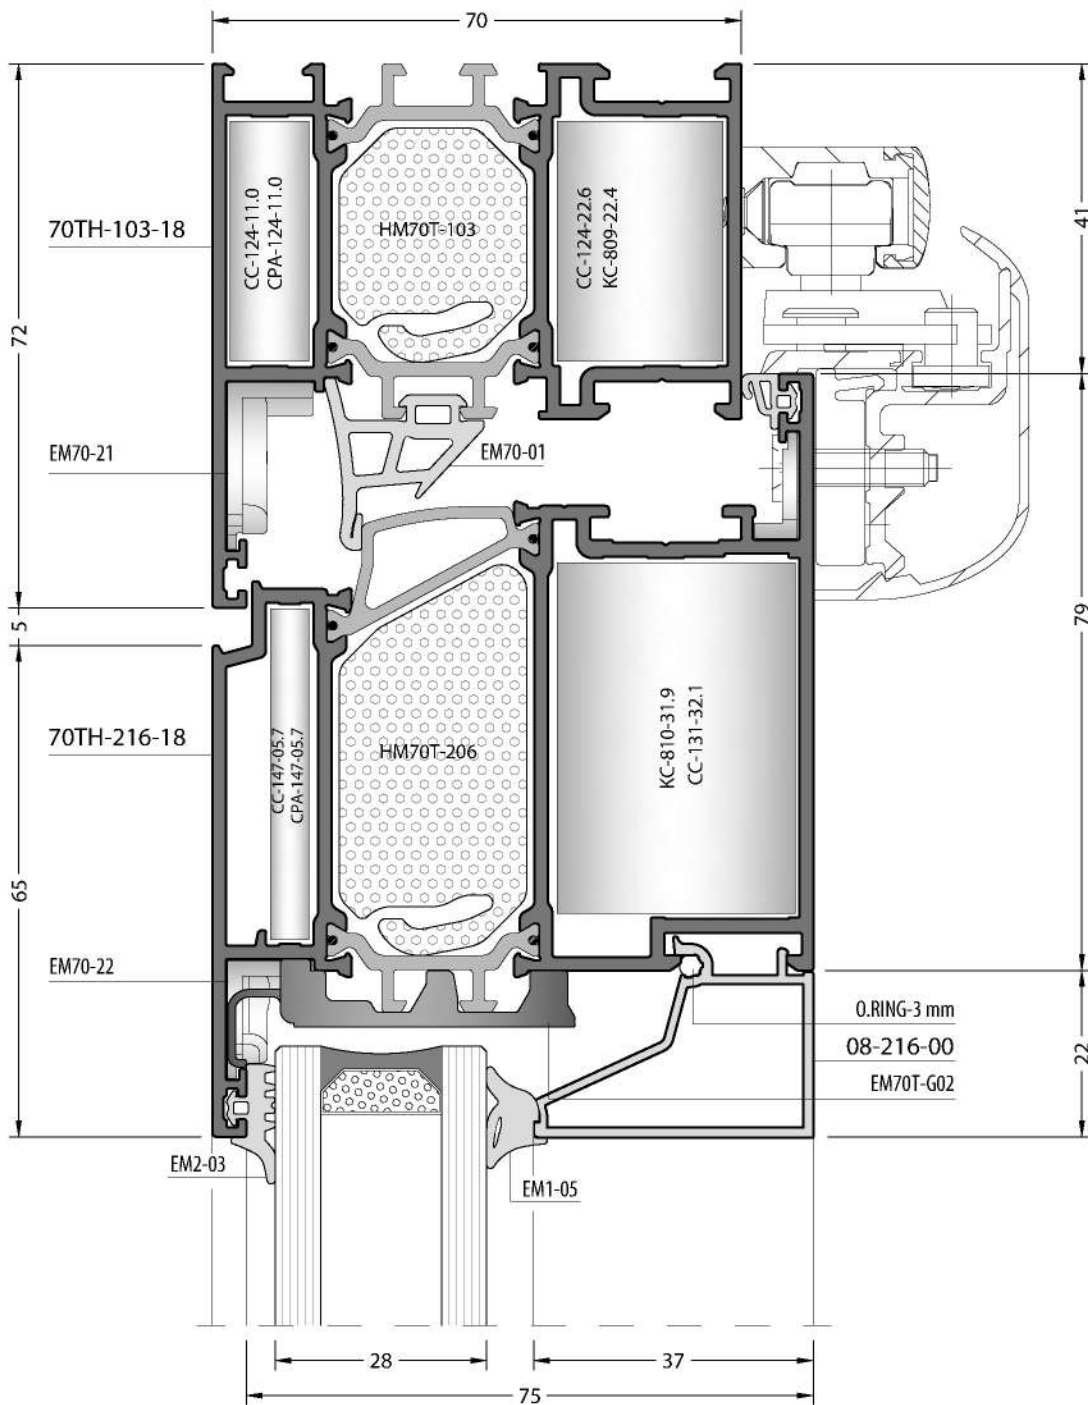 70
CC-124-11.0
CPA-124-11.0
HM70T-103
CC-124-22.6
KC-809-22.4
70TH-103-18
41
72
EM70-21
EM70-01
5
79
70TH-216-18
CC-147-05.7
CPA-147-05.7
HM70T-206
KC-810-31.9
CC-131-32.1
65
EM70-22
O.RING-3 mm
08-216-00
EM70T-G02
22
EM2-03
EM1-05
28
37
75